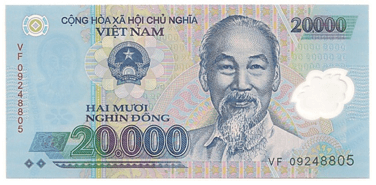 CỘNG HÒA XÃ HỘI CHỦ NGHĨA
VIỆT NAM
20000
VF 09248805
HAI MƯƠI
NGHÌN ĐỒNG
20.000
VF 09248805